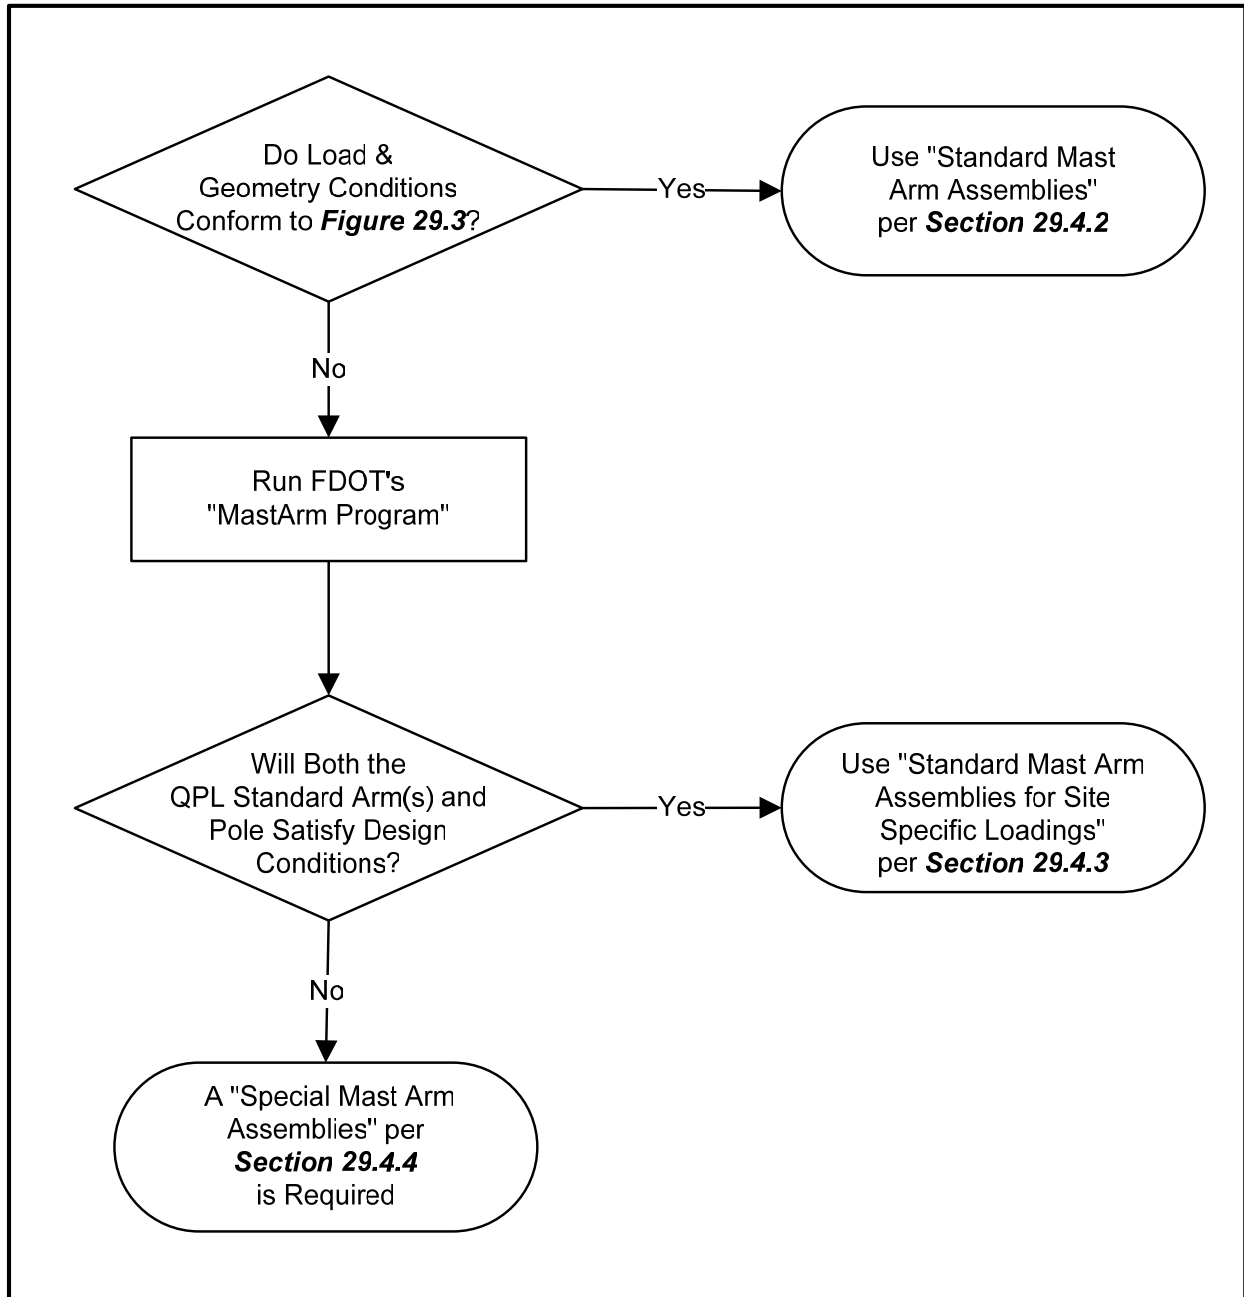 Do Load &
Geometry Conditions
Conform to Figure 29.3?
Yes
Use "Standard Mast
Arm Assemblies"
per Section 29.4.2
No
Run FDOT's
"MastArm Program"
Will Both the
QPL Standard Arm(s) and
Pole Satisfy Design
Conditions?
Yes
Use "Standard Mast Arm
Assemblies for Site
Specific Loadings"
per Section 29.4.3
No
A "Special Mast Arm
Assemblies" per
Section 29.4.4
is Required